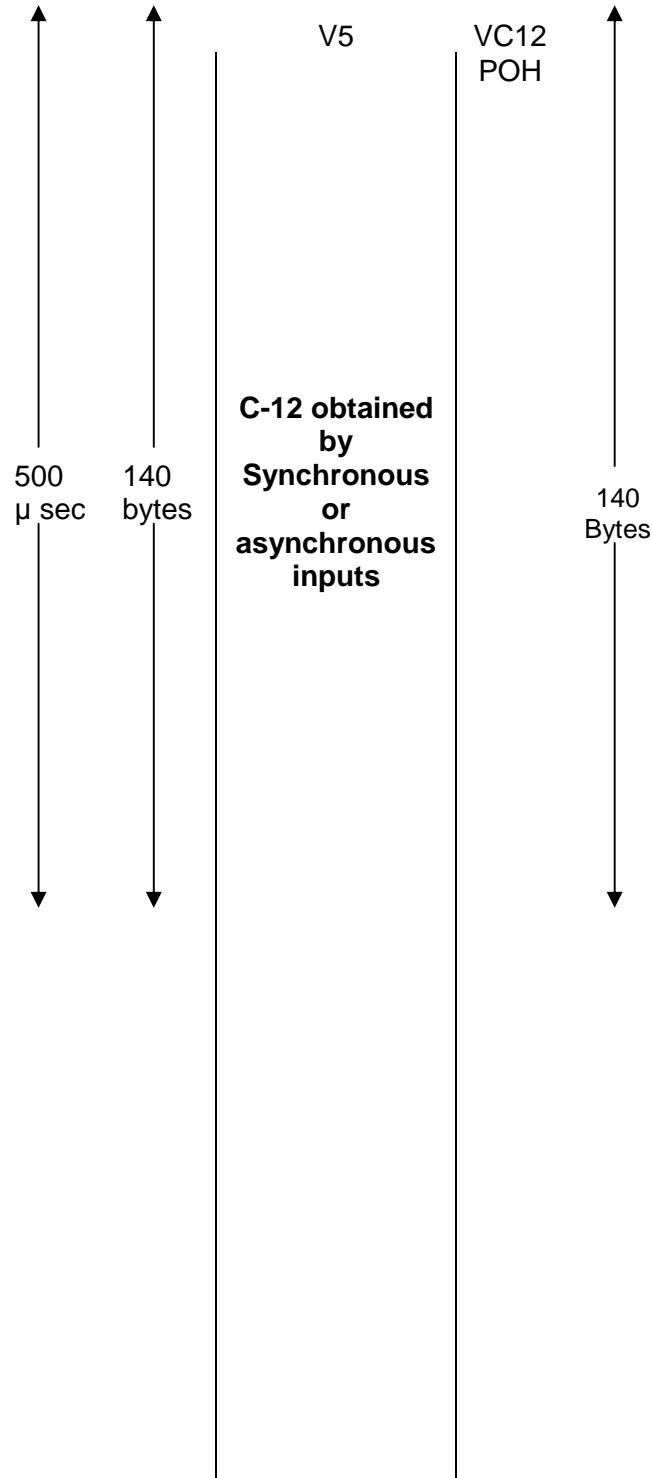 V5
VC12
POH
C-12 obtained
by
Synchronous
or
asynchronous
inputs
500
µ sec
140
bytes
140
Bytes